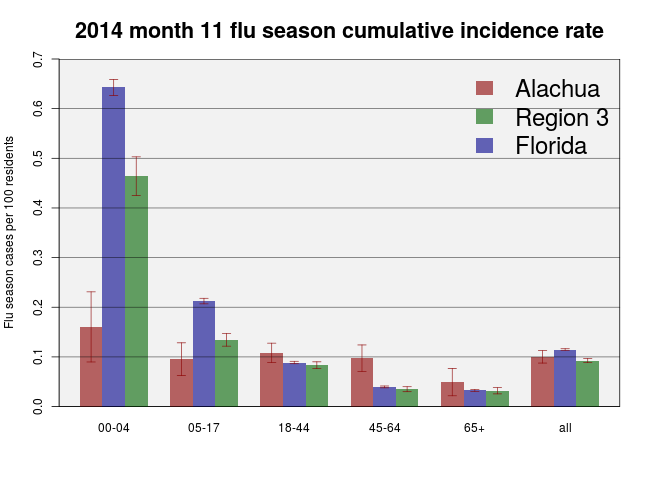 2014 month 11 flu season cumulative incidence rate
Flu season cases per 100 residents
0.7
0.6
0.5
0.4
0.3
0.2
0.1
0.0
Alachua
Region 3
Florida
00-04 05-17 18-44 45-64 65+ all